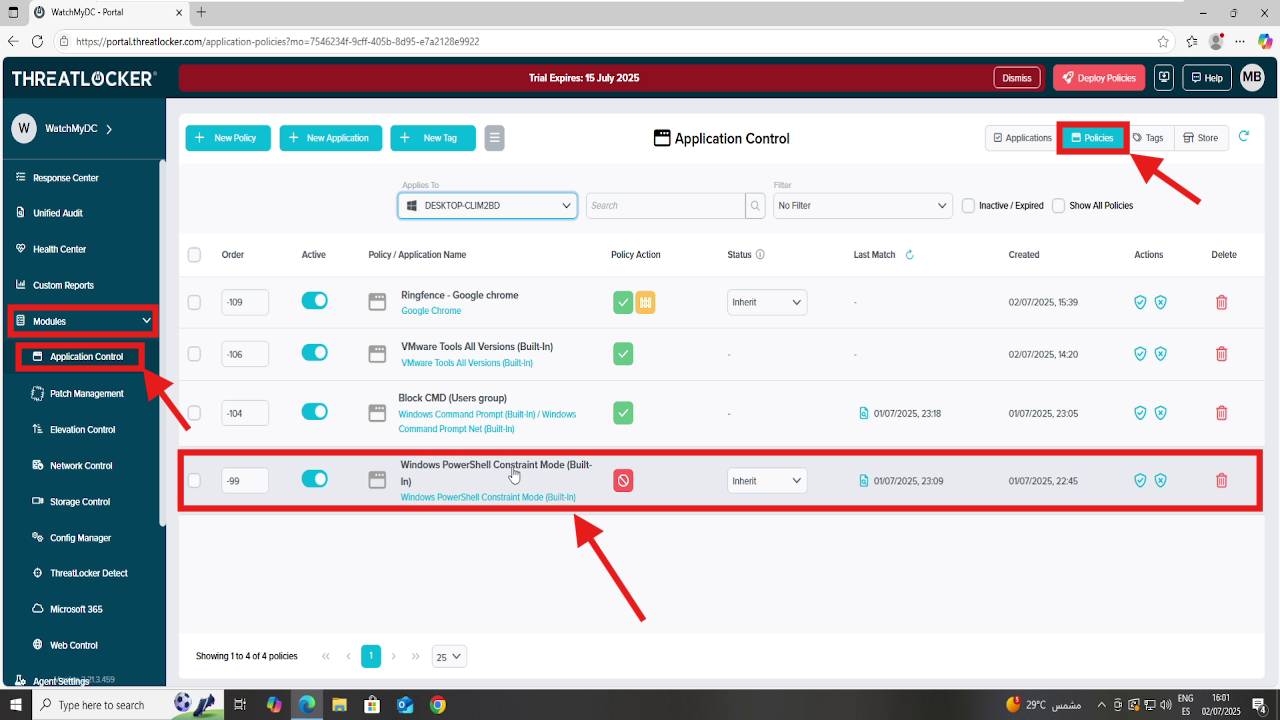 WatchMyDC - Portal
https://portal.threatlocker.com/application-policies?mo=7546234f-9cff-405b-8d95-e7a2128e9922
THREATLOCKER
Trial Expires: 15 July 2025
Dismiss
Deploy Policies
Help
MB
W
WatchMyDC
Response Center
Unified Audit
Health Center
Custom Reports
Modules
Application Control
Patch Management
Elevation Control
Network Control
Storage Control
Config Manager
ThreatLocker Detect
Microsoft 365
Web Control
Agent Settings
New Policy
New Application
New Tag
Application Control
Applications
Policies
Tags
Store
Applies To
DESKTOP-CLIM2BD
Search
Filter
No Filter
Inactive / Expired
Show All Policies
Order Active Policy / Application Name Policy Action Status Last Match Created Actions Delete
-109 Ringfence - Google chrome Inherit - 02/07/2025, 15:39
Google Chrome
-106 VMware Tools All Versions (Built-In) - - 02/07/2025, 14:20
VMware Tools All Versions (Built-In)
-104 Block CMD (Users group) - 01/07/2025, 23:18 01/07/2025, 23:05
Windows Command Prompt (Built-In) / Windows
Command Prompt Net (Built-In)
-99 Windows PowerShell Constraint Mode (Built-
In) Inherit 01/07/2025, 23:09 01/07/2025, 22:45
Windows PowerShell Constraint Mode (Built-In)
Showing 1 to 4 of 4 policies
1
25
Type here to search
29°C مشمس
ENG
ES
16:01
02/07/2025